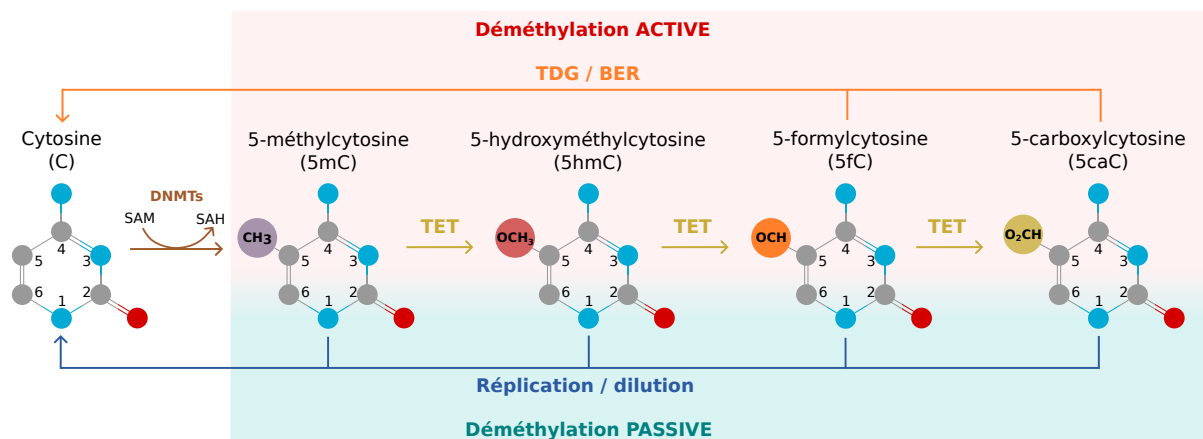 Déméthylation ACTIVE
TDG / BER
Cytosine
(C)
5-méthylcytosine
(5mC)
5-hydroxyméthylcytosine
(5hmC)
5-formylcytosine
(5fC)
5-carboxylcytosine
(5caC)
DNMTs
SAM
SAH
TET
TET
TET
CH3
OCH₃
OCH
O₂CH
4
5
3
6
1
2
4
5
3
6
1
2
4
5
3
6
1
2
4
5
3
6
1
2
4
5
3
6
1
2
Réplication / dilution
Déméthylation PASSIVE